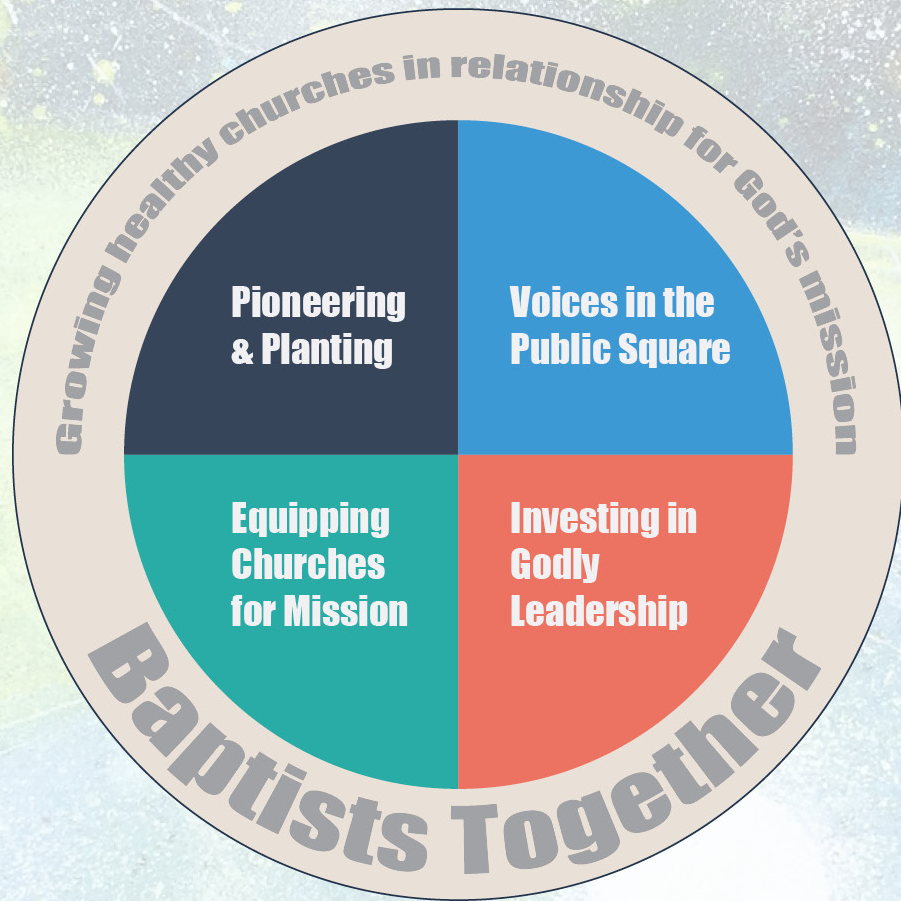 Growing healthy churches in relationship for God's mission
Pioneering
& Planting
Voices in the
Public Square
Equipping
Churches
for Mission
Investing in
Godly
Leadership
Baptists Together